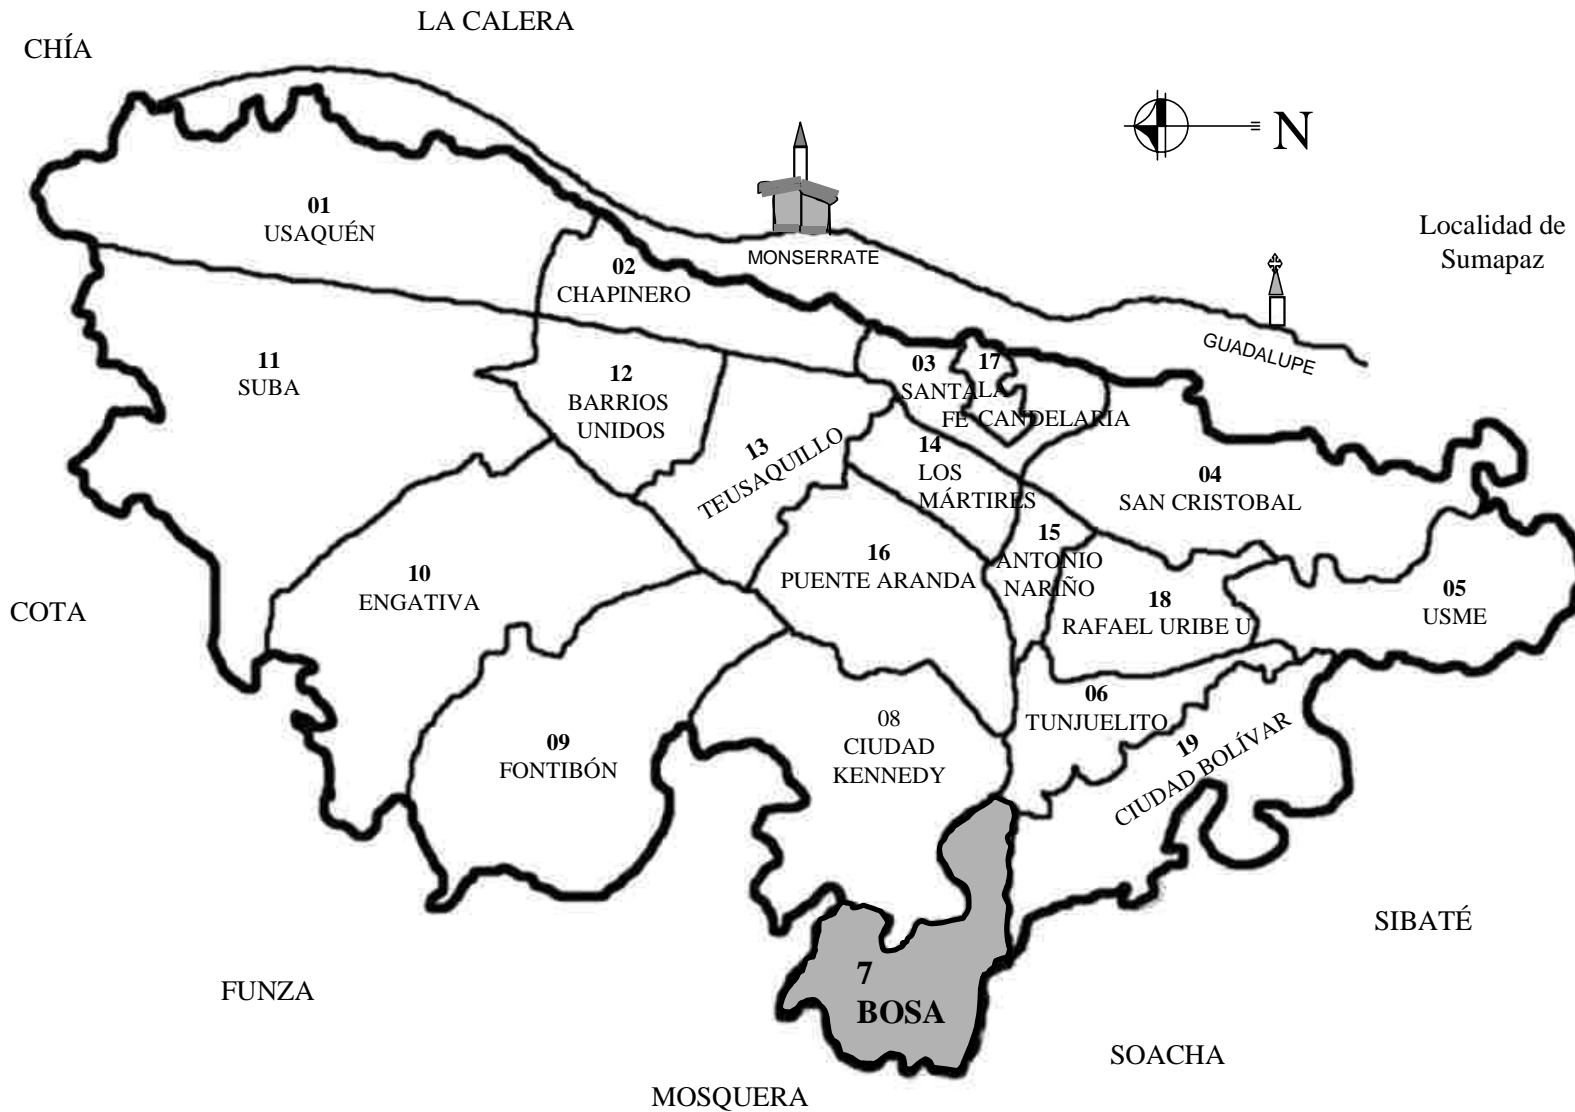 LA CALERA
CHÍA
N
MONSERRATE
Localidad de
Sumapaz
GUADALUPE
01
USAQUÉN
02
CHAPINERO
03
SANTA
FE
17
LA
CANDELARIA
11
SUBA
12
BARRIOS
UNIDOS
13
TEUSAQUILLO
14
LOS
MÁRTIRES
04
SAN CRISTOBAL
15
ANTONIO
NARIÑO
16
PUENTE ARANDA
10
ENGATIVA
18
RAFAEL URIBE U
05
USME
COTA
06
TUNJUELITO
08
CIUDAD
KENNEDY
09
FONTIBÓN
19
CIUDAD BOLÍVAR
SIBATÉ
7
BOSA
FUNZA
SOACHA
MOSQUERA